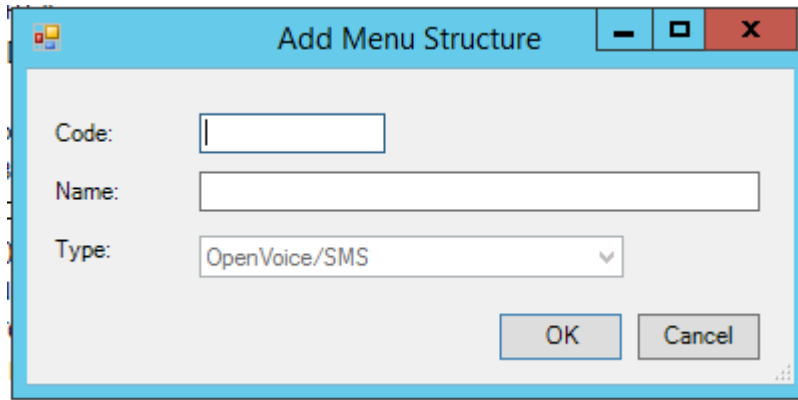 Add Menu Structure
Code:
Name:
Type:
OpenVoice/SMS
OK
Cancel